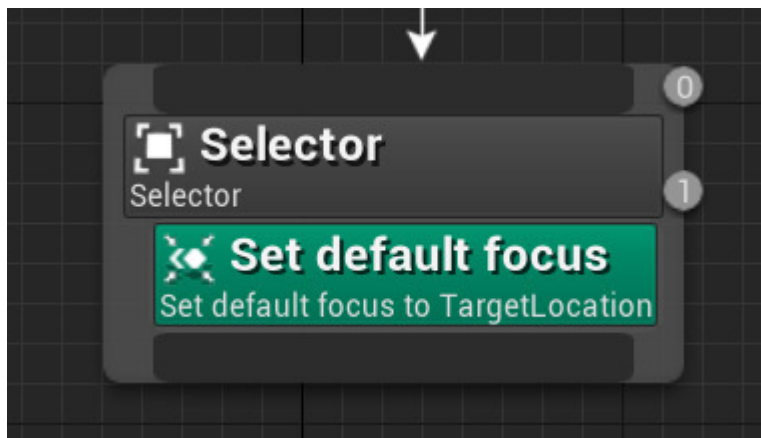 0
Selector
Selector
1
Set default focus
Set default focus to TargetLocation